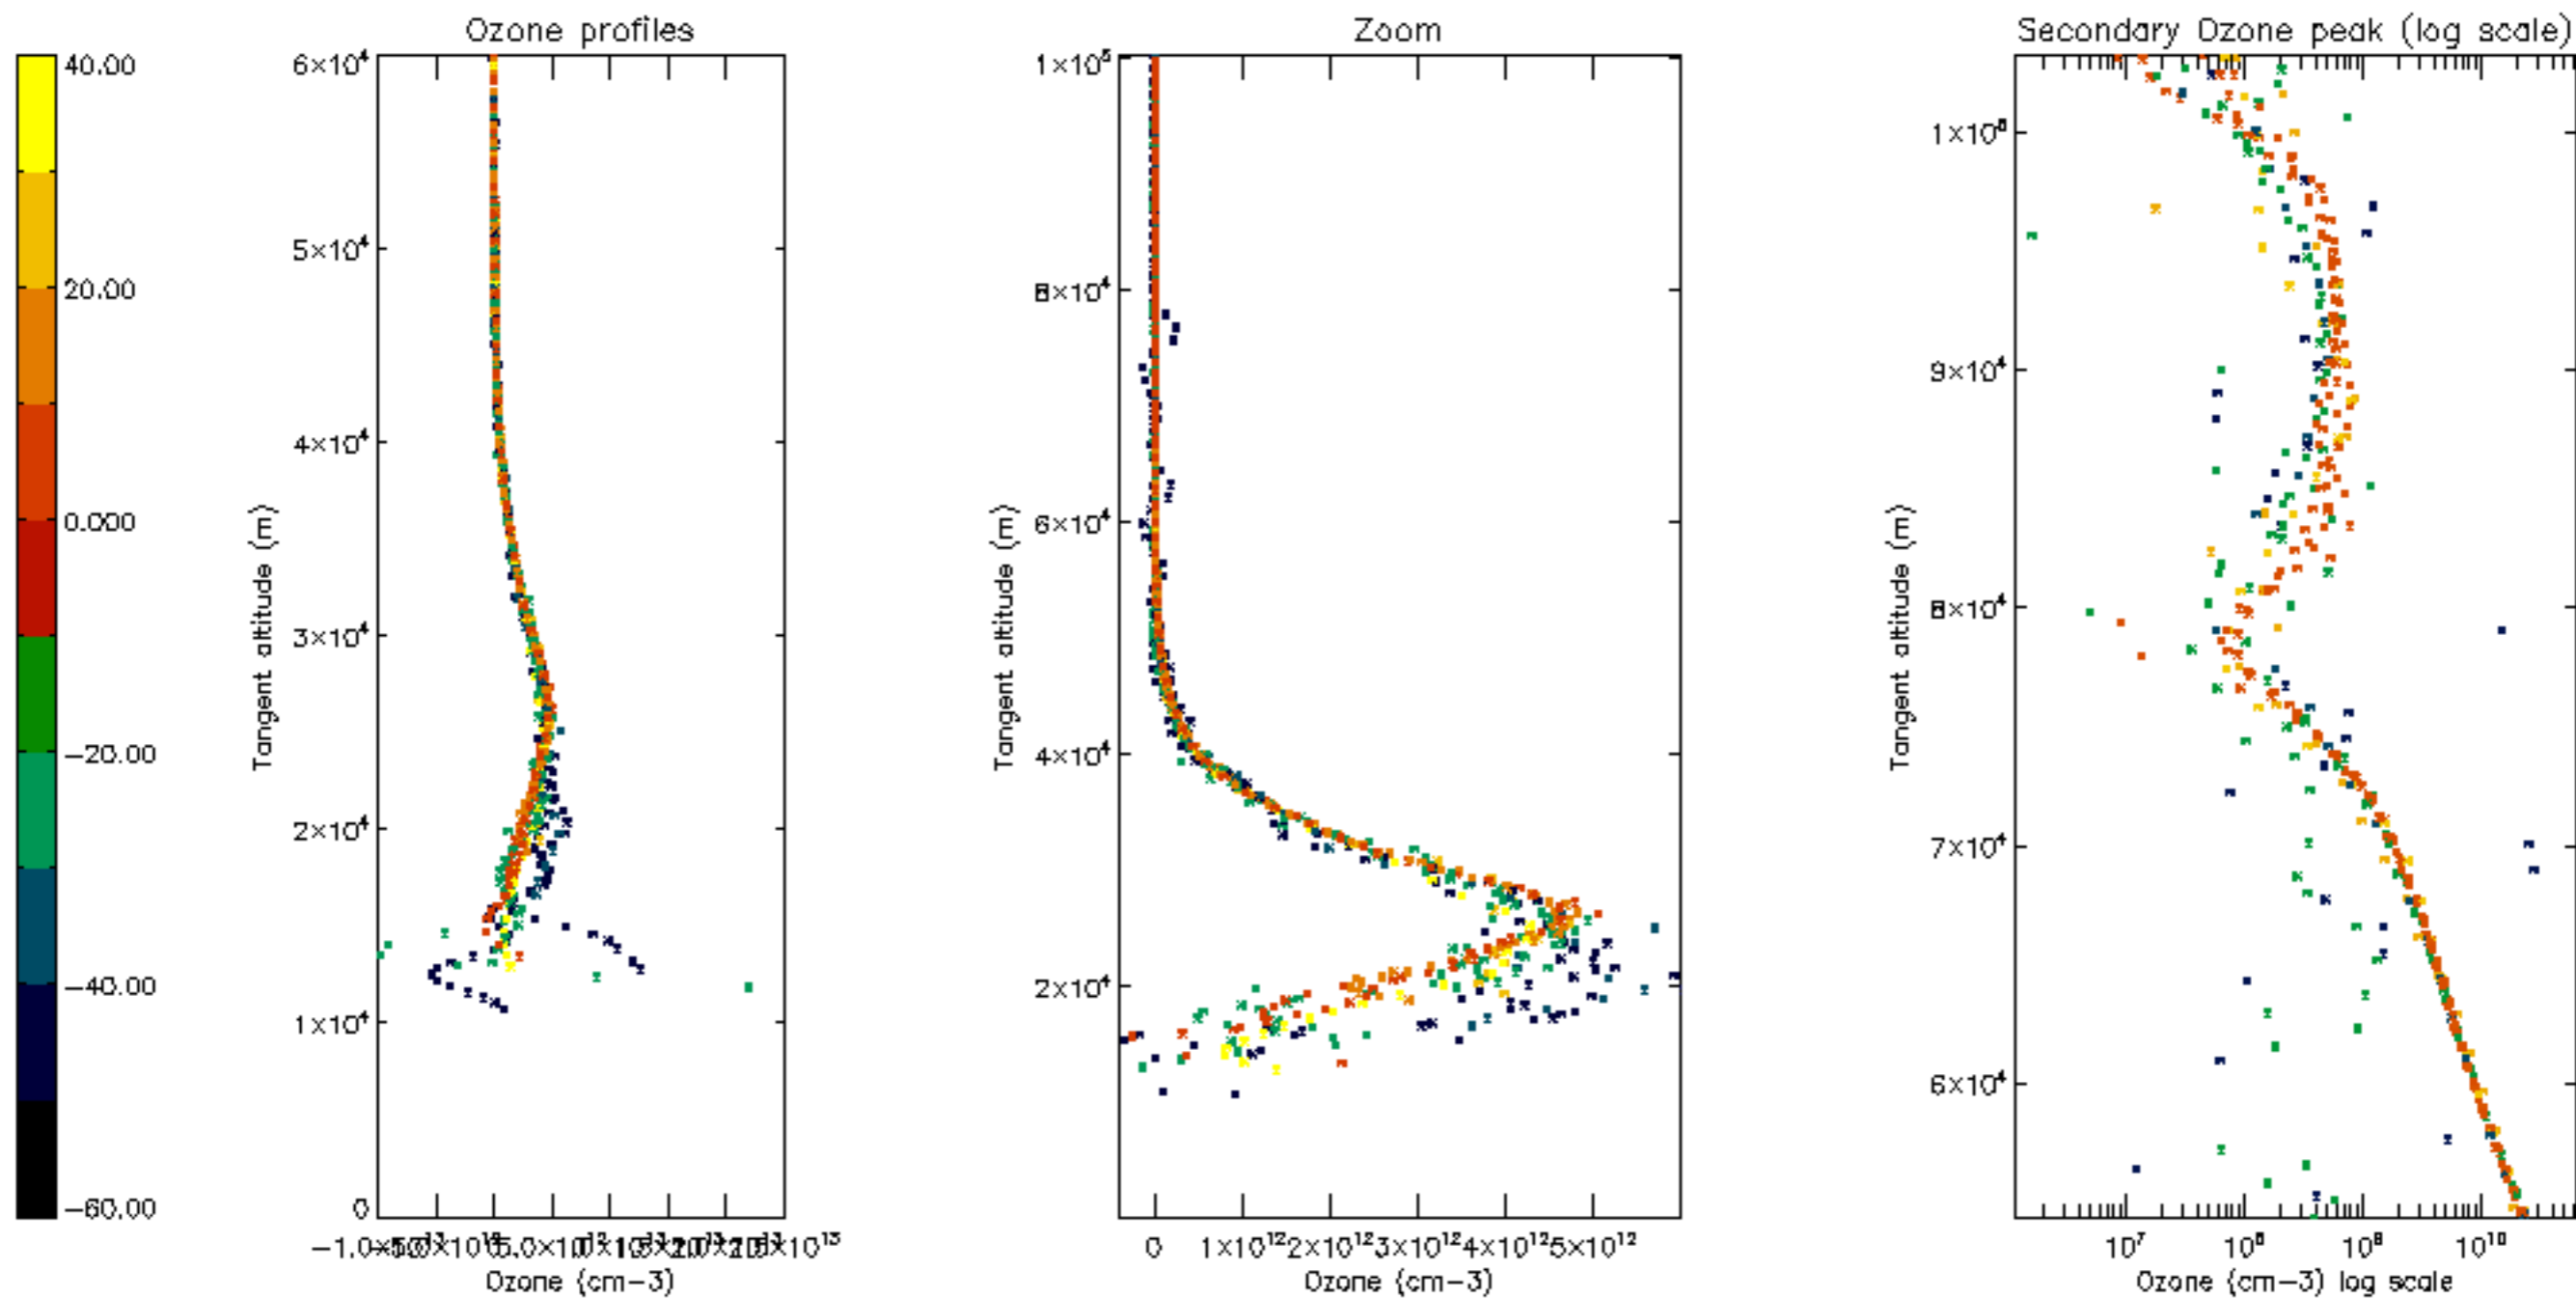 Ozone profiles
Zoom
Secondary Ozone peak (log scale)
40.00
20.00
0.000
−20.00
−40.00
−60.00
6×10⁴
5×10⁴
4×10⁴
3×10⁴
2×10⁴
1×10⁴
0
Tangent altitude (m)
Ozone (cm−3)
1×10⁵
8×10⁴
6×10⁴
4×10⁴
2×10⁴
Tangent altitude (m)
0 1×10¹² 2×10¹² 3×10¹² 4×10¹² 5×10¹²
Ozone (cm−3)
1×10⁵
9×10⁴
8×10⁴
7×10⁴
6×10⁴
Tangent altitude (m)
10⁷ 10⁸ 10⁹ 10¹⁰
Ozone (cm−3) log scale